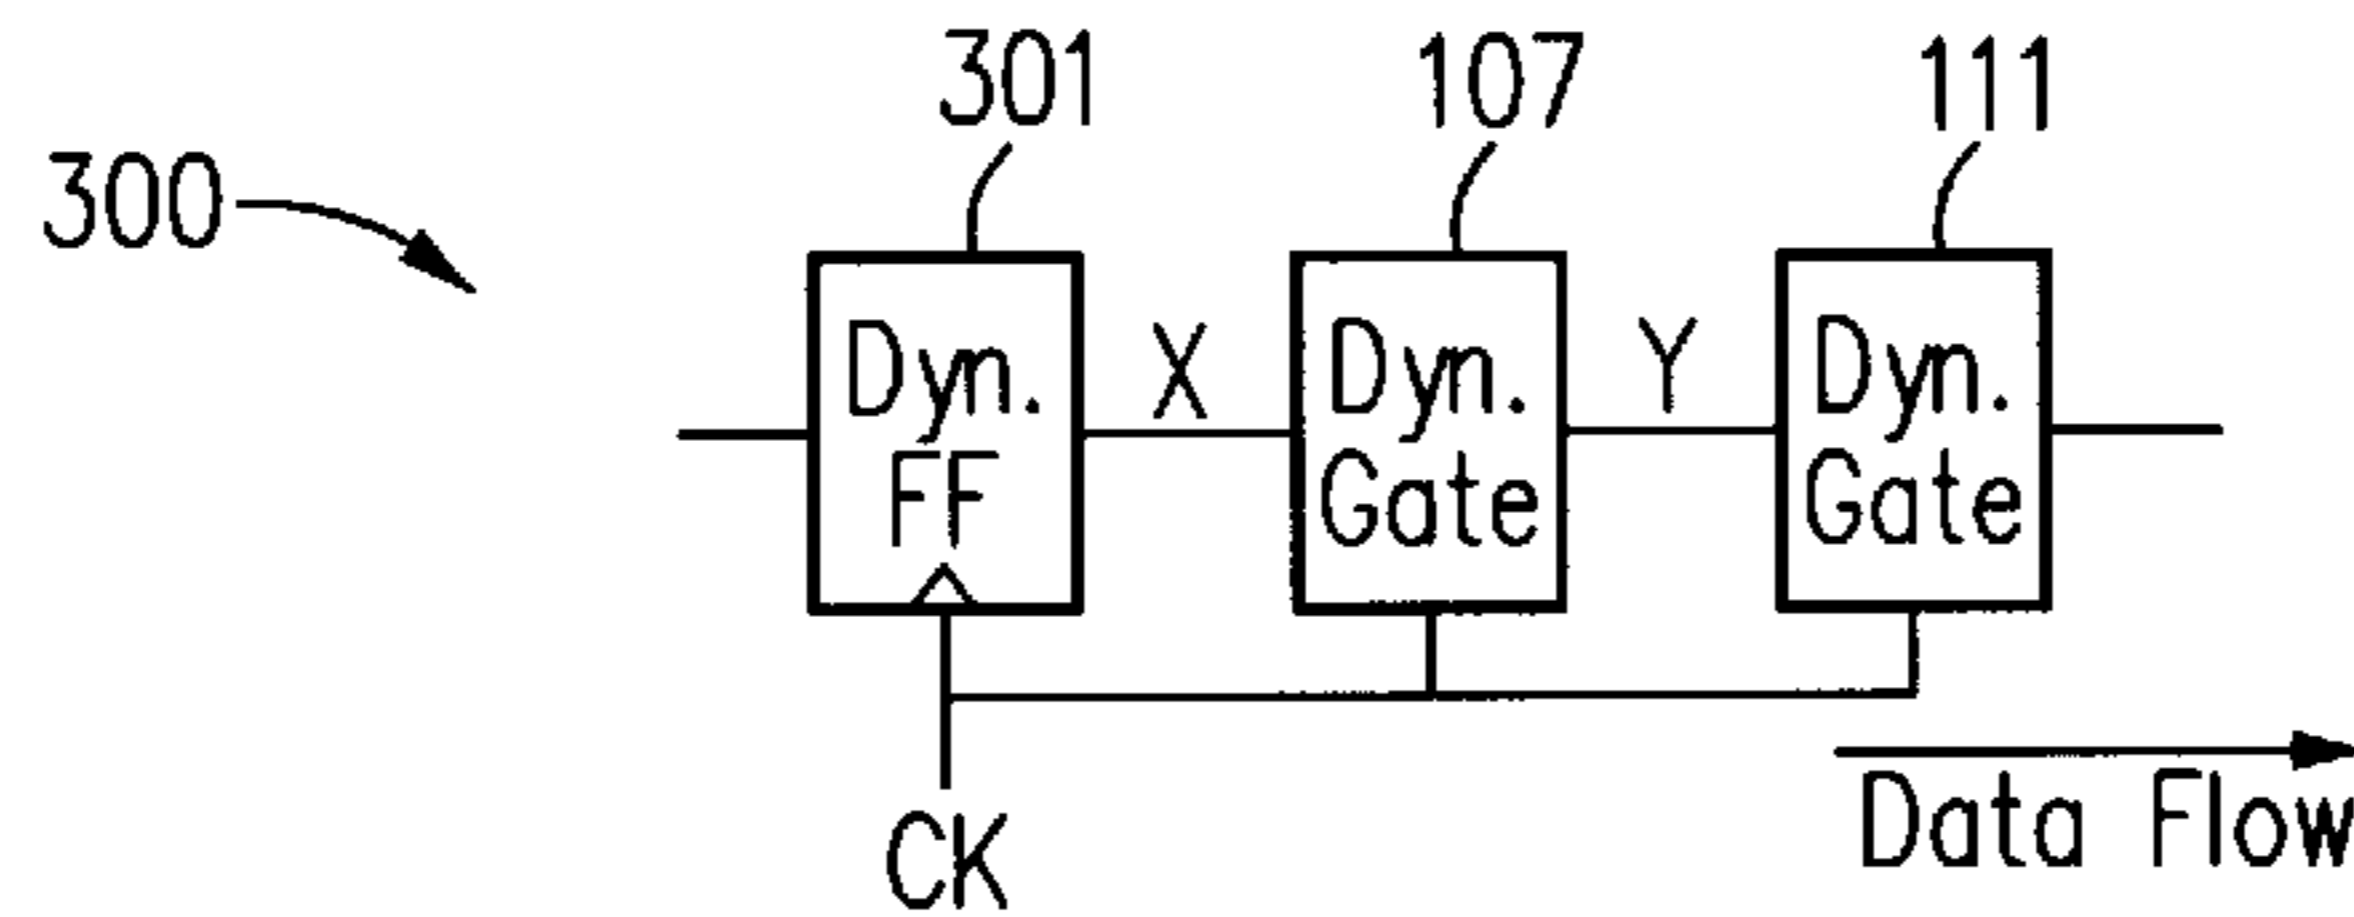 301
107
111
300
Dyn.
FF
X
Dyn.
Gate
Y
Dyn.
Gate
CK
Data Flow